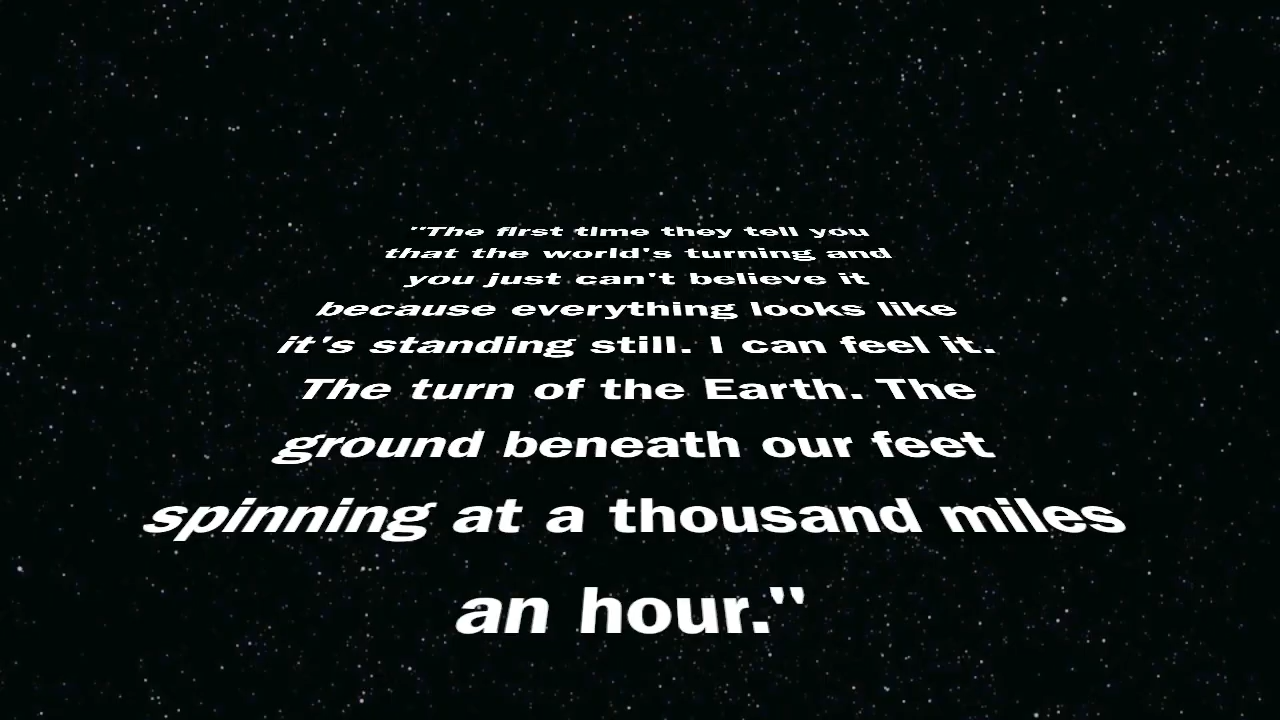 "The first time they tell you
that the world's turning and
you just can't believe it
because everything looks like
it's standing still. I can feel it.
The turn of the Earth. The
ground beneath our feet
spinning at a thousand miles
an hour."